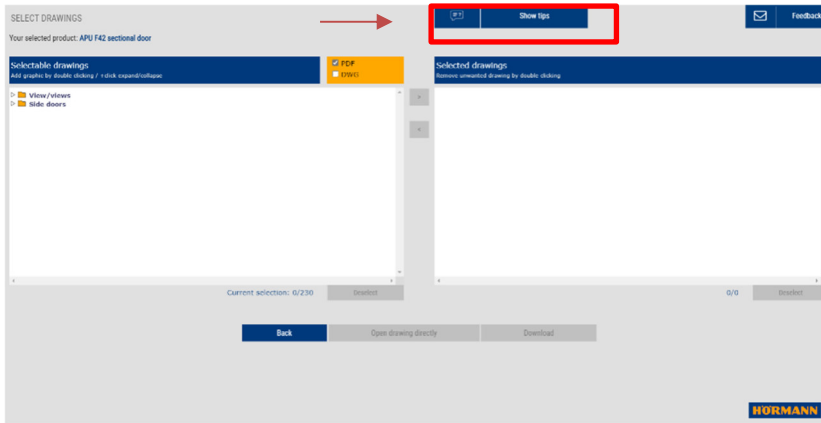 SELECT DRAWINGS
Show tips
Feedback
Your selected product: APU F42 sectional door
Selectable drawings
Add graphic by double clicking / +click expand/collapse
PDF
DWG
Selected drawings
Remove unwanted drawing by double clicking
View/views
Side doors
Current selection: 0/230
Deselect
0/0
Deselect
Back
Open drawing directly
Download
HÖRMANN